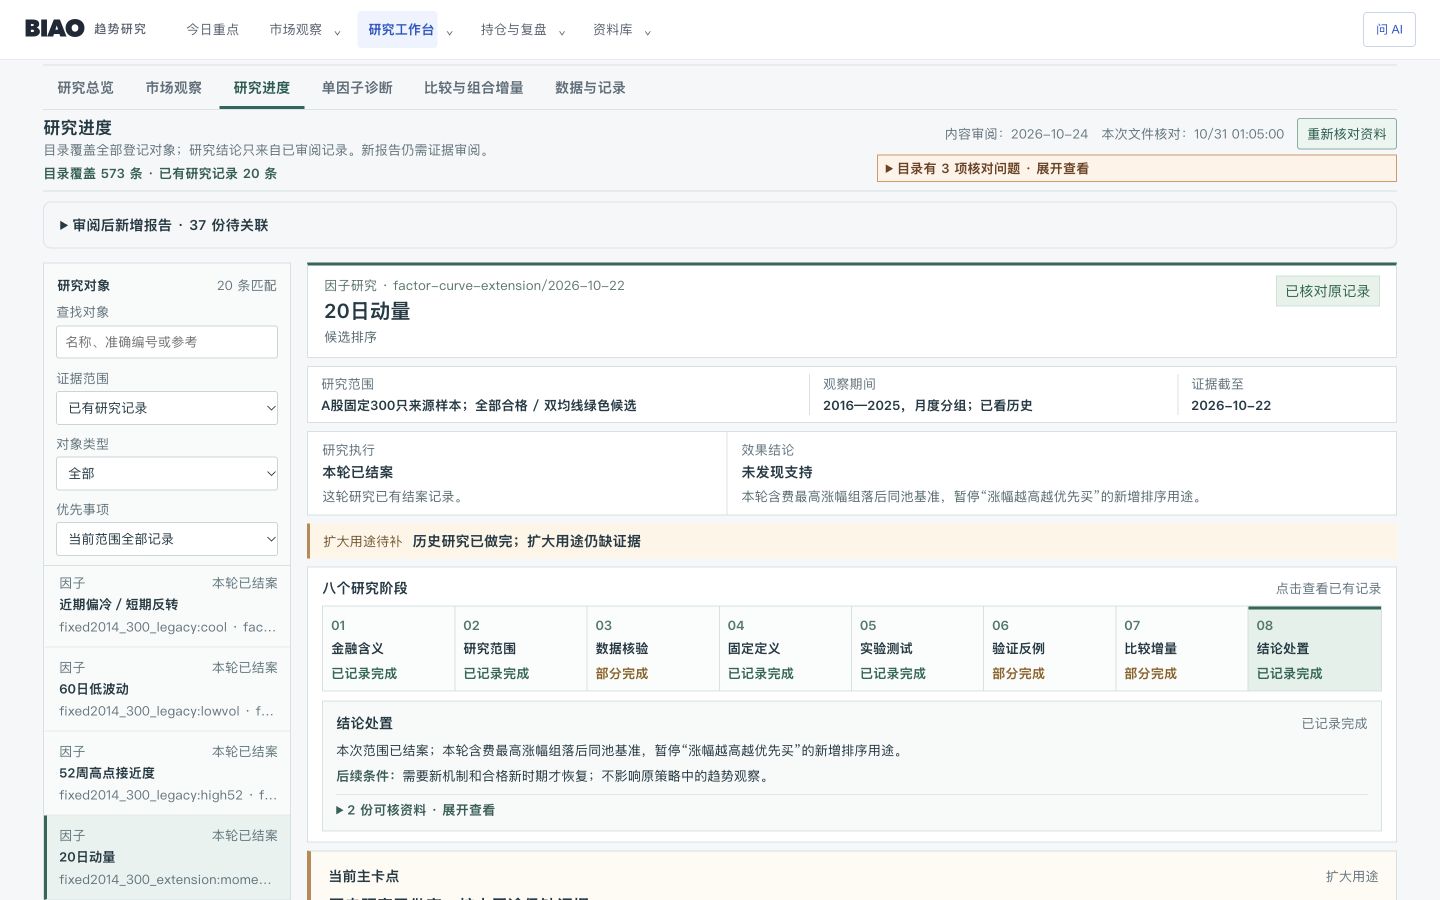 BIAO 趋势研究 今日重点 市场观察 研究工作台 持仓与复盘 资料库 问 AI
研究总览 市场观察 研究进度 单因子诊断 比较与组合增量 数据与记录
研究进度
目录覆盖全部登记对象；研究结论只来自已审阅记录。新报告仍需证据审阅。
目录覆盖 573 条 · 已有研究记录 20 条
内容审阅：2026-10-24 本次文件核对：10/31 01:05:00 重新核对资料
▶目录有 3 项核对问题 · 展开查看
▶审阅后新增报告 · 37 份待关联
研究对象 20 条匹配
查找对象
名称、准确编号或参考
证据范围
已有研究记录
对象类型
全部
优先事项
当前范围全部记录
因子 本轮已结案
近期偏冷 / 短期反转
fixed2014_300_legacy:cool · fac...
因子 本轮已结案
60日低波动
fixed2014_300_legacy:lowvol · f...
因子 本轮已结案
52周高点接近度
fixed2014_300_legacy:high52 · f...
因子 本轮已结案
20日动量
fixed2014_300_extension:mome...
因子研究 · factor-curve-extension/2026-10-22
20日动量
候选排序
已核对原记录
研究范围
A股固定300只来源样本；全部合格 / 双均线绿色候选
观察期间
2016—2025，月度分组；已看历史
证据截至
2026-10-22
研究执行
本轮已结案
这轮研究已有结案记录。
效果结论
未发现支持
本轮含费最高涨幅组落后同池基准，暂停“涨幅越高越优先买”的新增排序用途。
扩大用途待补 历史研究已做完；扩大用途仍缺证据
八个研究阶段 点击查看已有记录
01 02 03 04 05 06 07 08
金融含义 研究范围 数据核验 固定定义 实验测试 验证反例 比较增量 结论处置
已记录完成 已记录完成 部分完成 已记录完成 已记录完成 部分完成 部分完成 已记录完成
结论处置 已记录完成
本次范围已结案；本轮含费最高涨幅组落后同池基准，暂停“涨幅越高越优先买”的新增排序用途。
后续条件：需要新机制和合格新时期才恢复；不影响原策略中的趋势观察。
▶2 份可核资料 · 展开查看
当前主卡点 扩大用途